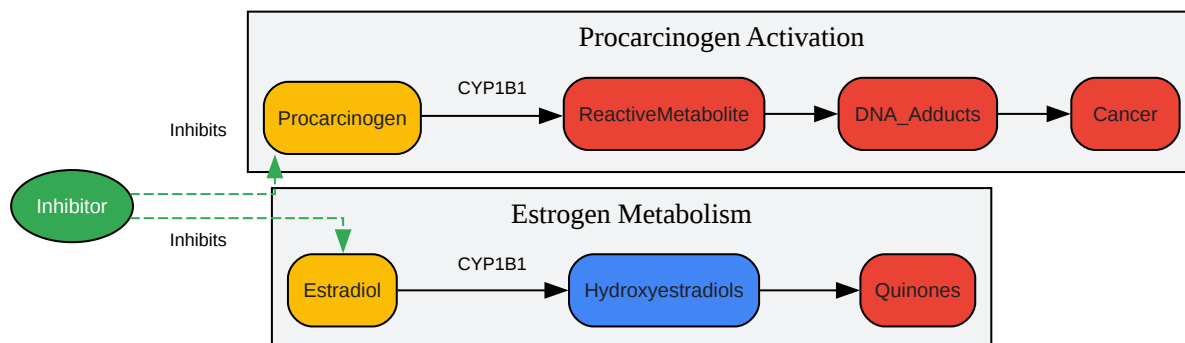 Procarcinogen Activation
CYP1B1
Procarcinogen
ReactiveMetabolite
DNA_Adducts
Cancer
Inhibits
Inhibitor
Inhibits
Estrogen Metabolism
CYP1B1
Estradiol
Hydroxyestradiols
Quinones